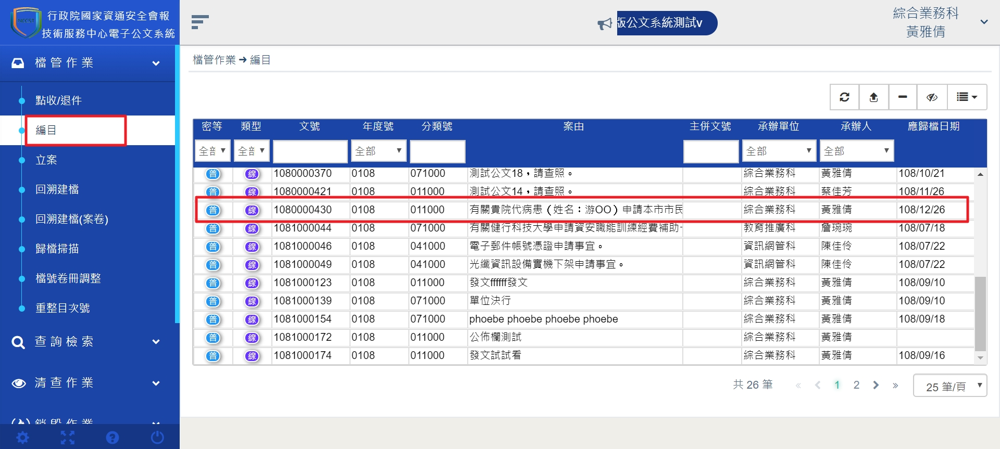 行政院國家資通安全會報
技術服務中心電子公文系統
版公文系統測試v
綜合業務科
黃雅倩
檔管作業
點收/退件
編目
立案
回溯建檔
回溯建檔(案卷)
歸檔掃描
檔號卷冊調整
重整目次號
查詢檢索
清查作業
銷毀作業
檔管作業 ➔ 編目
密等 類型 文號 年度號 分類號 案由 主併文號 承辦單位 承辦人 應歸檔日期
全部 全部 全部 全部 全部
普 線 1080000370 0108 071000 測試公文18，請查照。 綜合業務科 黃雅倩 108/10/21
普 線 1080000421 0108 011000 測試公文14，請查照。 綜合業務科 蔡佳芳 108/11/26
普 線 1080000430 0108 011000 有關貴院代病患（姓名：游OO）申請本市市民 綜合業務科 黃雅倩 108/12/26
普 線 1081000044 0108 071000 有關健行科技大學申請資安職能訓練經費補助一 教育推廣科 詹琬琬 108/07/18
普 線 1081000046 0108 041000 電子郵件帳號憑證申請事宜。 資訊網管科 陳佳伶 108/07/22
普 線 1081000049 0108 041000 光纖資訊設備實機下架申請事宜。 資訊網管科 陳佳伶 108/07/22
普 線 1081000123 0108 011000 發文ffffff發文 綜合業務科 黃雅倩 108/09/10
普 線 1081000139 0108 071000 單位決行 綜合業務科 黃雅倩 108/09/10
普 線 1081000154 0108 071000 phoebe phoebe phoebe phoebe 綜合業務科 黃雅倩 108/09/18
普 線 1081000172 0108 011000 公佈欄測試 綜合業務科 黃雅倩
普 線 1081000174 0108 011000 發文試試看 綜合業務科 黃雅倩 108/09/16
共 26 筆 « ‹ 1 2 › » 25 筆/頁